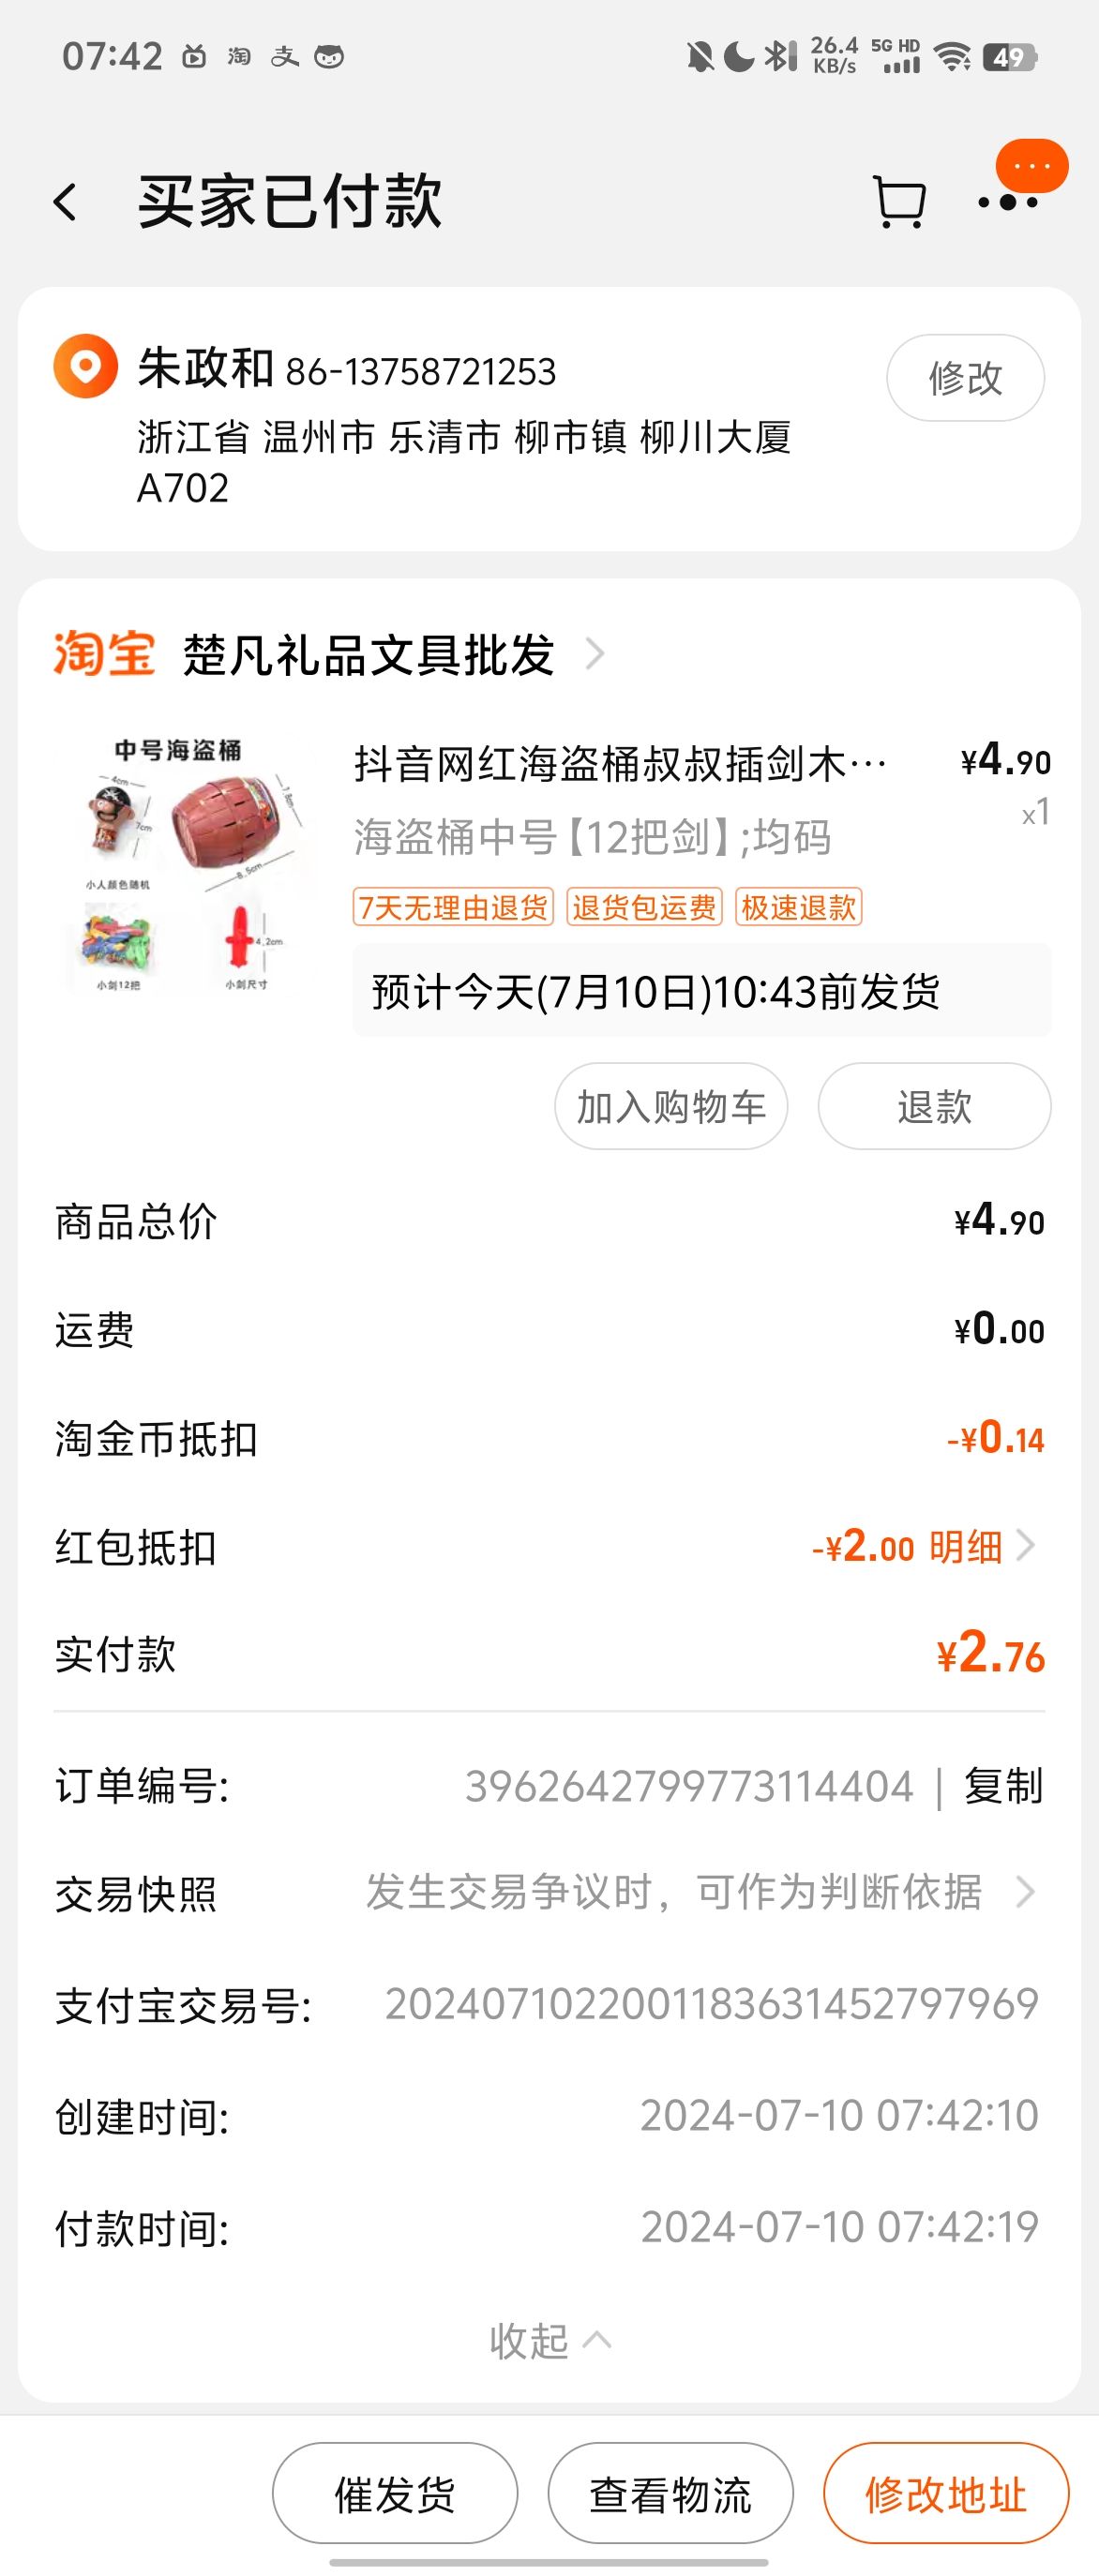 07:42 淘 支 26.4 KB/s 5G HD 49
买家已付款
朱政和 86-13758721253
修改
浙江省 温州市 乐清市 柳市镇 柳川大厦
A702
淘宝 楚凡礼品文具批发
中号海盗桶
4cm
7cm
7.8cm
8.5cm
小人颜色随机
4.2cm
小剑12把
小剑尺寸
抖音网红海盗桶叔叔插剑木… ¥4.90
海盗桶中号【12把剑】;均码 x1
7天无理由退货 退货包运费 极速退款
预计今天(7月10日)10:43前发货
加入购物车 退款
商品总价 ¥4.90
运费 ¥0.00
淘金币抵扣 -¥0.14
红包抵扣 -¥2.00 明细
实付款 ¥2.76
订单编号: 3962642799773114404 | 复制
交易快照 发生交易争议时，可作为判断依据
支付宝交易号: 2024071022001183631452797969
创建时间: 2024-07-10 07:42:10
付款时间: 2024-07-10 07:42:19
收起
催发货 查看物流 修改地址